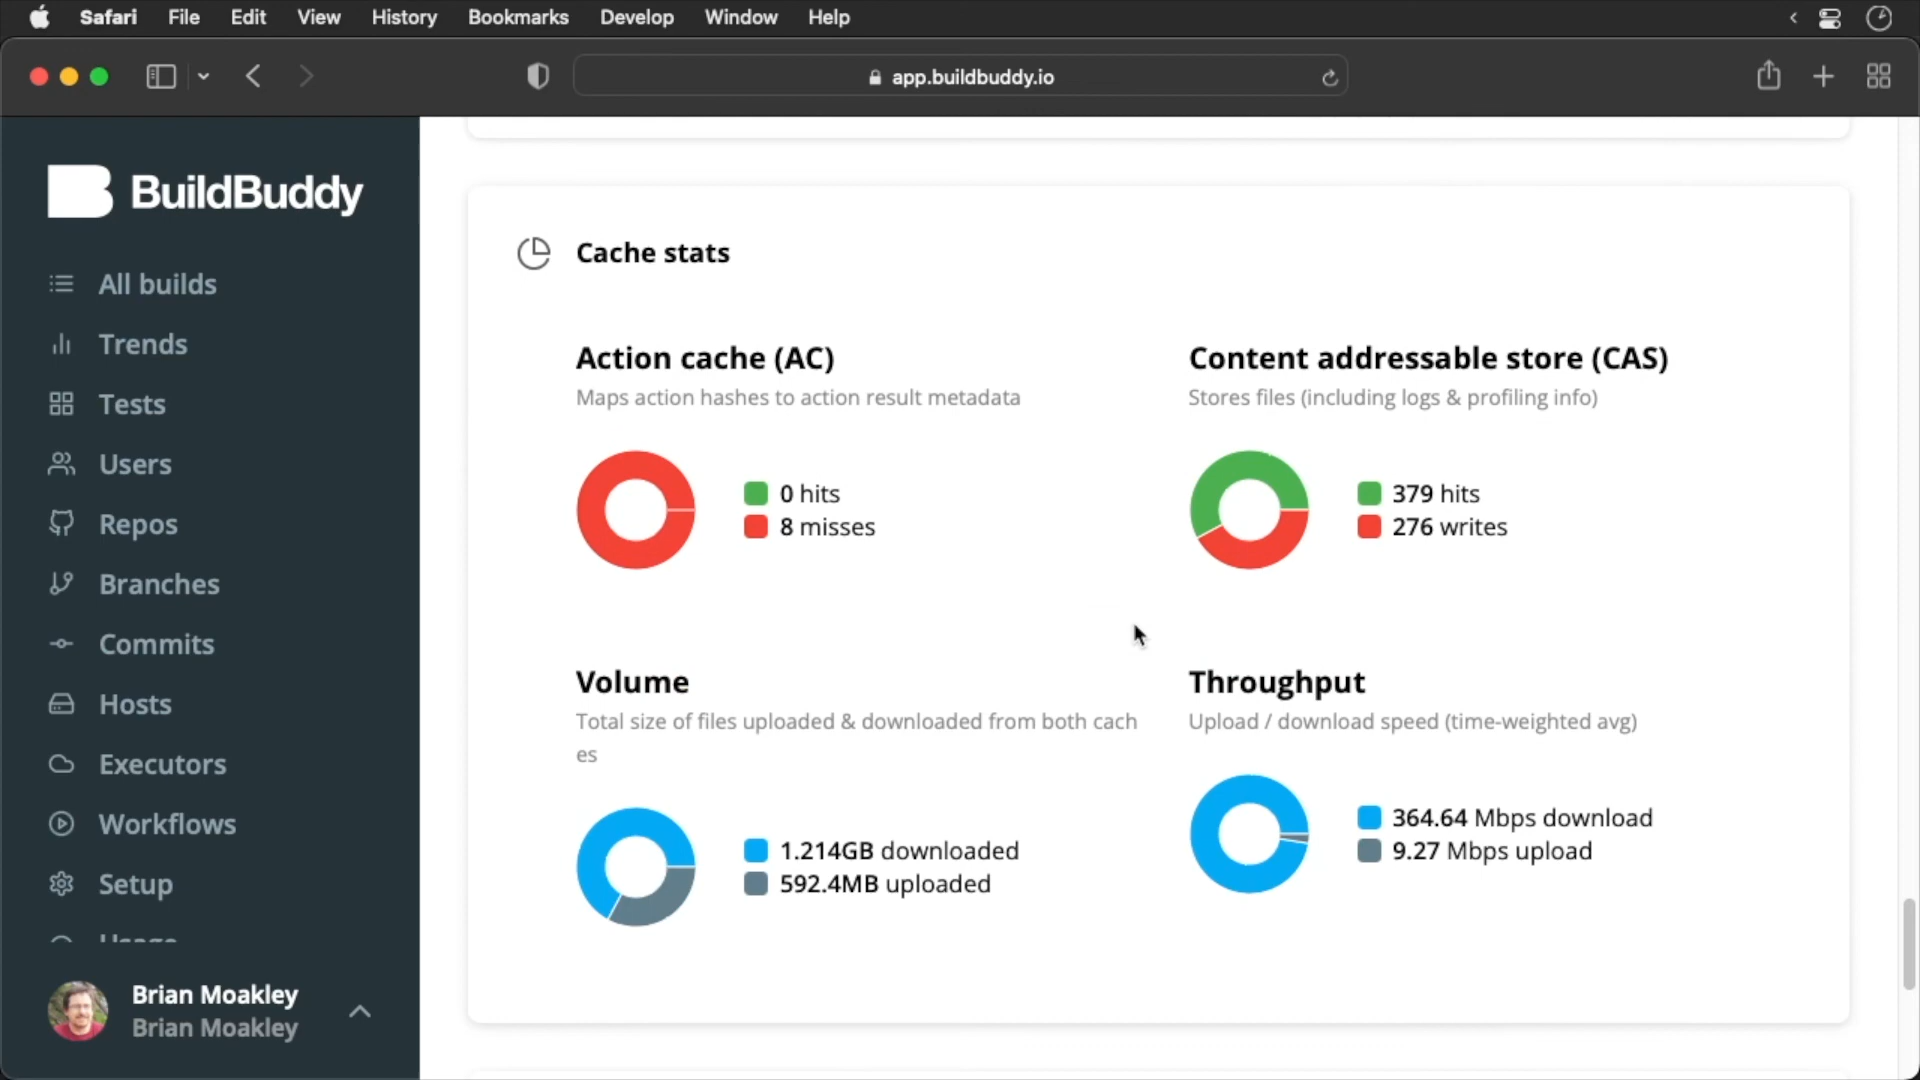 Safari File Edit View History Bookmarks Develop Window Help
app.buildbuddy.io
BuildBuddy
All builds
Trends
Tests
Users
Repos
Branches
Commits
Hosts
Executors
Workflows
Setup
Usage
Brian Moakley
Brian Moakley
Cache stats
Action cache (AC)
Maps action hashes to action result metadata
0 hits
8 misses
Content addressable store (CAS)
Stores files (including logs & profiling info)
379 hits
276 writes
Volume
Total size of files uploaded & downloaded from both cach
es
1.214GB downloaded
592.4MB uploaded
Throughput
Upload / download speed (time-weighted avg)
364.64 Mbps download
9.27 Mbps upload